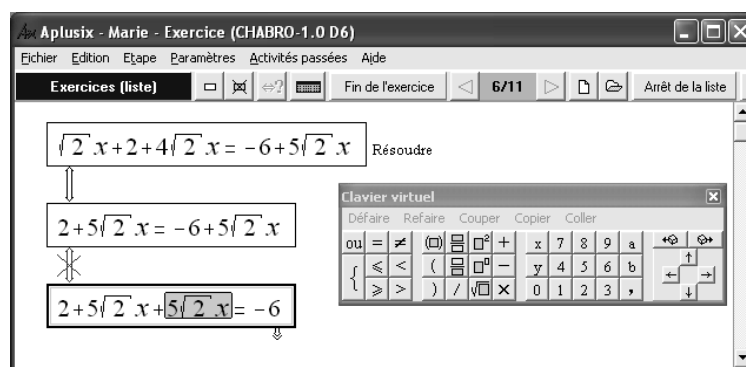 Aplusix - Marie - Exercice (CHABRO-1.0 D6)
Fichier Edition Etape Paramètres Activités passées Aide
Exercices (liste) ⇔? Fin de l'exercice 6/11 Arrêt de la liste
√2 x+2+4√2 x= −6+5√2 x Résoudre
2+5√2 x= −6+5√2 x
2+5√2 x+5√2 x= −6
Clavier virtuel
Défaire Refaire Couper Copier Coller
ou = ≠ (□) □² + x 7 8 9 a
{ ≤ < ( □□ − y 4 5 6 b
≥ > ) / √□ × 0 1 2 3 ,